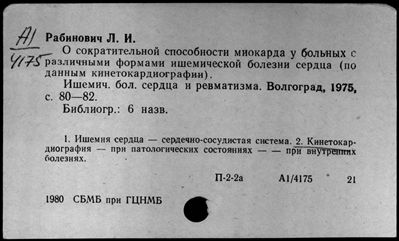 А1
4175
Рабинович Л. И.
О сократительной способности миокарда у больных с
различными формами ишемической болезни сердца (по
данным кинетокардиографии).
Ишемич. бол. сердца и ревматизма. Волгоград, 1975,
с. 80—82.
Библиогр.: 6 назв.
1. Ишемия сердца — сердечно-сосудистая система. 2. Кинетокар-
диография — при патологических состояниях — — при внутренних
болезнях.
П-2-2а А1/4175 21
1980 СБМБ при ГЦНМБ